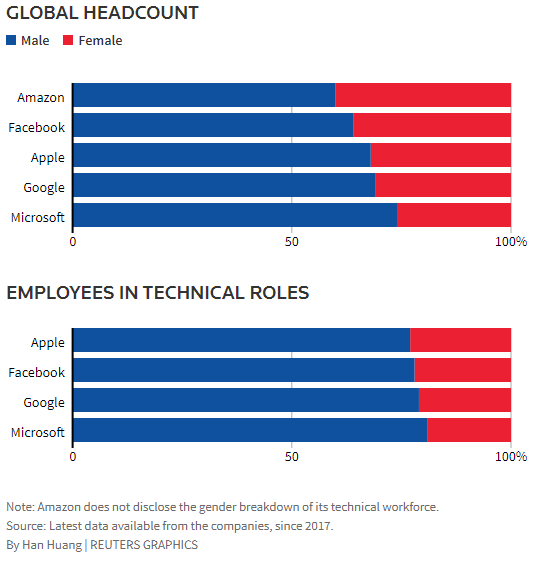 GLOBAL HEADCOUNT
Male Female
Amazon
Facebook
Apple
Google
Microsoft
0 50 100%
EMPLOYEES IN TECHNICAL ROLES
Apple
Facebook
Google
Microsoft
0 50 100%
Note: Amazon does not disclose the gender breakdown of its technical workforce.
Source: Latest data available from the companies, since 2017.
By Han Huang | REUTERS GRAPHICS